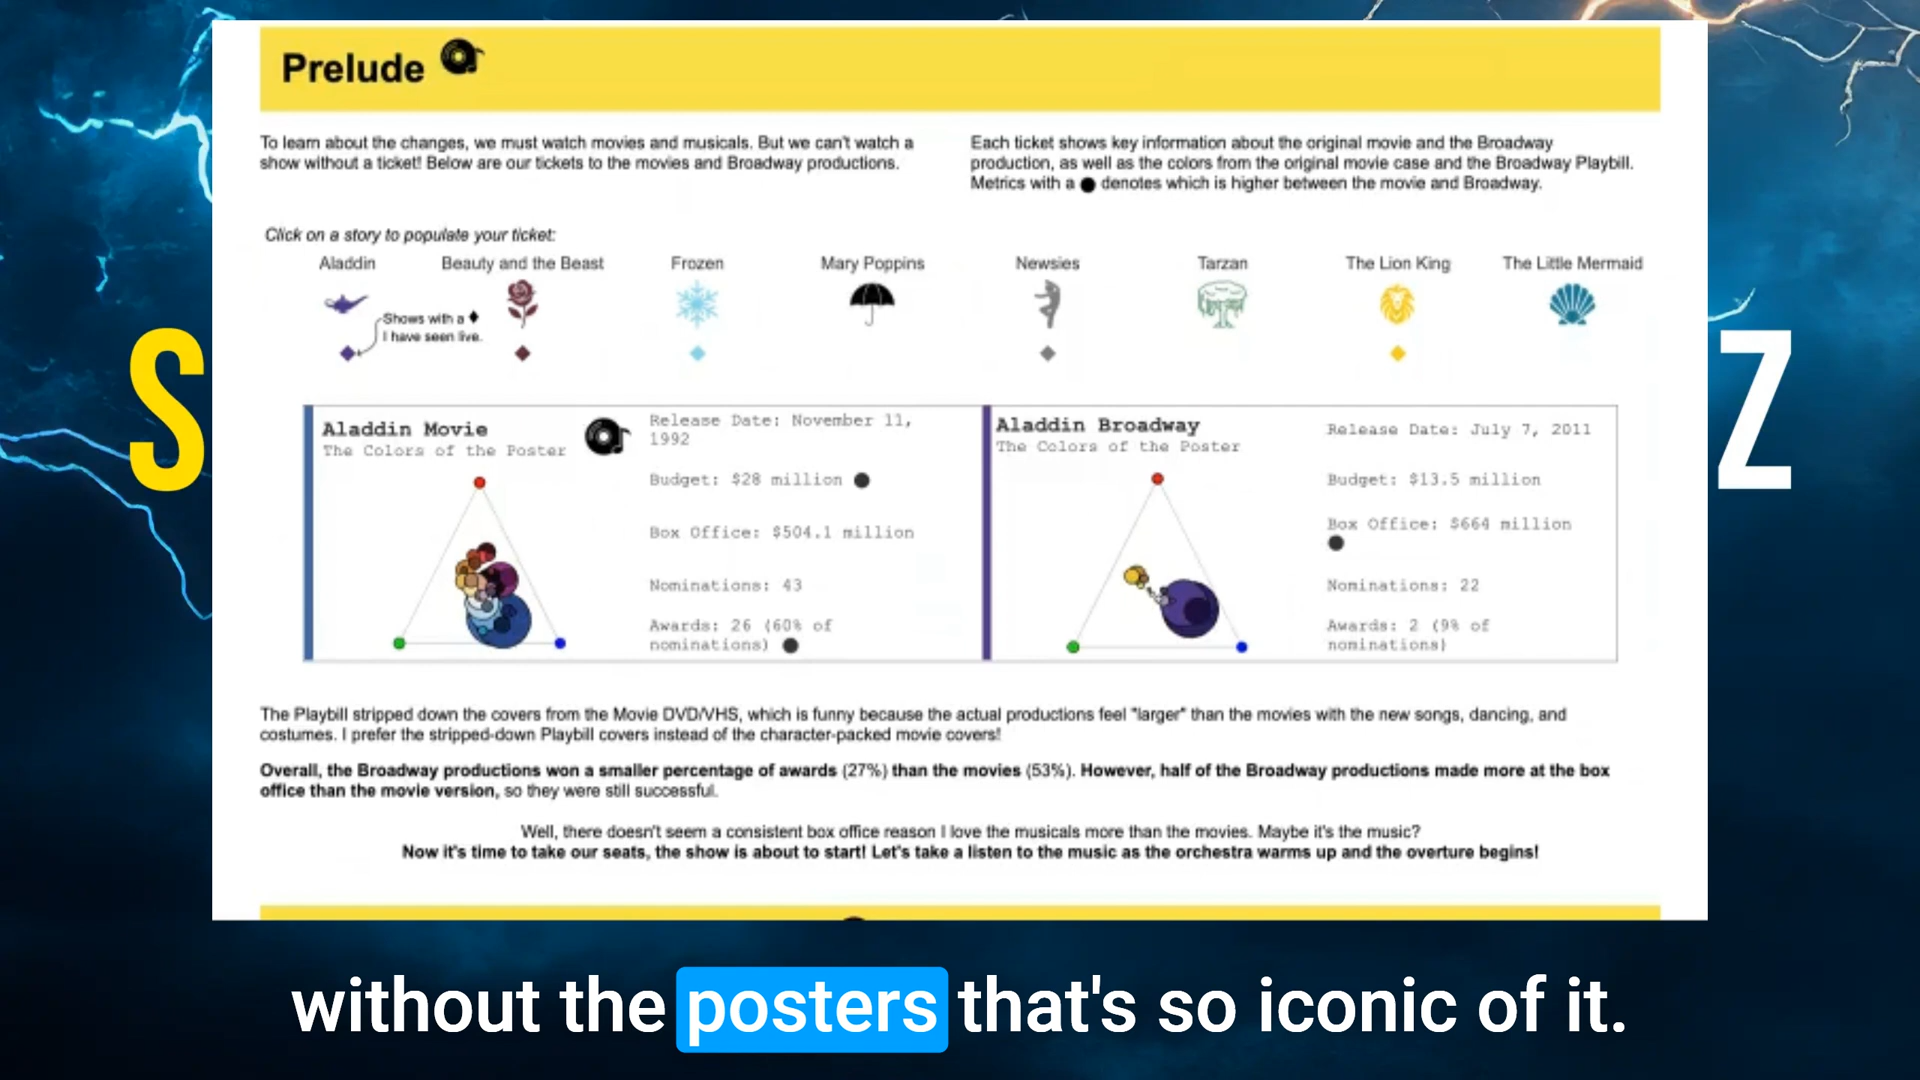 Prelude
To learn about the changes, we must watch movies and musicals. But we can't watch a
show without a ticket! Below are our tickets to the movies and Broadway productions.
Each ticket shows key information about the original movie and the Broadway
production, as well as the colors from the original movie case and the Broadway Playbill.
Metrics with a ● denotes which is higher between the movie and Broadway.
Click on a story to populate your ticket:
Aladdin
Beauty and the Beast
Frozen
Mary Poppins
Newsies
Tarzan
The Lion King
The Little Mermaid
Shows with a ♦
I have seen live.
S
Z
Aladdin Movie
The Colors of the Poster
Release Date: November 11,
1992
Budget: $28 million ●
Box Office: $504.1 million
Nominations: 43
Awards: 26 (60% of
nominations) ●
Aladdin Broadway
The Colors of the Poster
Release Date: July 7, 2011
Budget: $13.5 million
Box Office: $664 million
●
Nominations: 22
Awards: 2 (9% of
nominations)
The Playbill stripped down the covers from the Movie DVD/VHS, which is funny because the actual productions feel "larger" than the movies with the new songs, dancing, and
costumes. I prefer the stripped-down Playbill covers instead of the character-packed movie covers!
Overall, the Broadway productions won a smaller percentage of awards (27%) than the movies (53%). However, half of the Broadway productions made more at the box
office than the movie version, so they were still successful.
Well, there doesn't seem a consistent box office reason I love the musicals more than the movies. Maybe it's the music?
Now it's time to take our seats, the show is about to start! Let's take a listen to the music as the orchestra warms up and the overture begins!
without the posters that's so iconic of it.